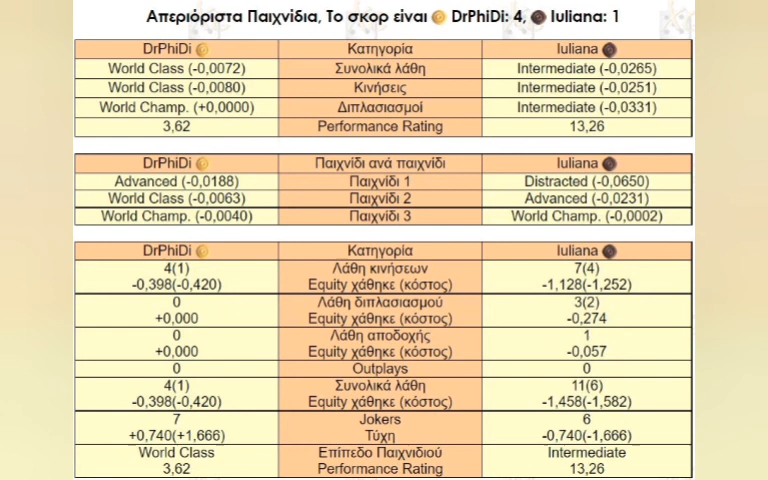 Απεριόριστα Παιχνίδια, Το σκορ είναι DrPhiDi: 4, Iuliana: 1
DrPhiDi Κατηγορία Iuliana
World Class (-0,0072) Συνολικά λάθη Intermediate (-0,0265)
World Class (-0,0080) Κινήσεις Intermediate (-0,0251)
World Champ. (+0,0000) Διπλασιασμοί Intermediate (-0,0331)
3,62 Performance Rating 13,26
DrPhiDi Παιχνίδι ανά παιχνίδι Iuliana
Advanced (-0,0188) Παιχνίδι 1 Distracted (-0,0650)
World Class (-0,0063) Παιχνίδι 2 Advanced (-0,0231)
World Champ. (-0,0040) Παιχνίδι 3 World Champ. (-0,0002)
DrPhiDi Κατηγορία Iuliana
4(1) Λάθη κινήσεων 7(4)
-0,398(-0,420) Equity χάθηκε (κόστος) -1,128(-1,252)
0 Λάθη διπλασιασμού 3(2)
+0,000 Equity χάθηκε (κόστος) -0,274
0 Λάθη αποδοχής 1
+0,000 Equity χάθηκε (κόστος) -0,057
0 Outplays 0
4(1) Συνολικά λάθη 11(6)
-0,398(-0,420) Equity χάθηκε (κόστος) -1,458(-1,582)
7 Jokers 6
+0,740(+1,666) Τύχη -0,740(-1,666)
World Class Επίπεδο Παιχνιδιού Intermediate
3,62 Performance Rating 13,26